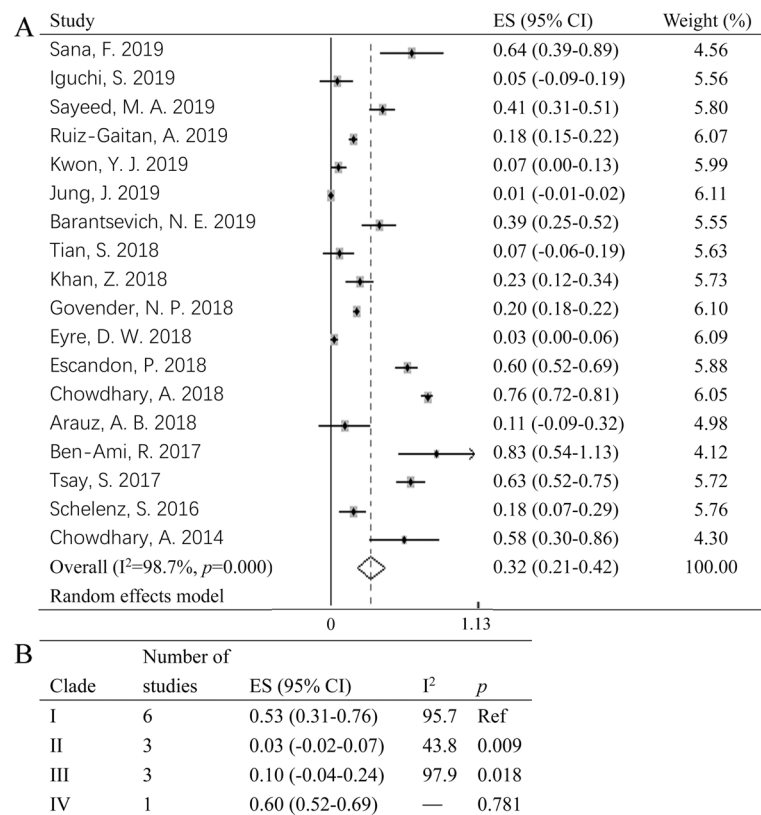 A
Study ES (95% CI) Weight (%)
Sana, F. 2019 0.64 (0.39-0.89) 4.56
Iguchi, S. 2019 0.05 (-0.09-0.19) 5.56
Sayeed, M. A. 2019 0.41 (0.31-0.51) 5.80
Ruiz-Gaitan, A. 2019 0.18 (0.15-0.22) 6.07
Kwon, Y. J. 2019 0.07 (0.00-0.13) 5.99
Jung, J. 2019 0.01 (-0.01-0.02) 6.11
Barantsevich, N. E. 2019 0.39 (0.25-0.52) 5.55
Tian, S. 2018 0.07 (-0.06-0.19) 5.63
Khan, Z. 2018 0.23 (0.12-0.34) 5.73
Govender, N. P. 2018 0.20 (0.18-0.22) 6.10
Eyre, D. W. 2018 0.03 (0.00-0.06) 6.09
Escandon, P. 2018 0.60 (0.52-0.69) 5.88
Chowdhary, A. 2018 0.76 (0.72-0.81) 6.05
Arauz, A. B. 2018 0.11 (-0.09-0.32) 4.98
Ben-Ami, R. 2017 0.83 (0.54-1.13) 4.12
Tsay, S. 2017 0.63 (0.52-0.75) 5.72
Schelenz, S. 2016 0.18 (0.07-0.29) 5.76
Chowdhary, A. 2014 0.58 (0.30-0.86) 4.30
Overall (I²=98.7%, p=0.000) 0.32 (0.21-0.42) 100.00
Random effects model
0 1.13
B
Number of
Clade studies ES (95% CI) I² p
I 6 0.53 (0.31-0.76) 95.7 Ref
II 3 0.03 (-0.02-0.07) 43.8 0.009
III 3 0.10 (-0.04-0.24) 97.9 0.018
IV 1 0.60 (0.52-0.69) — 0.781